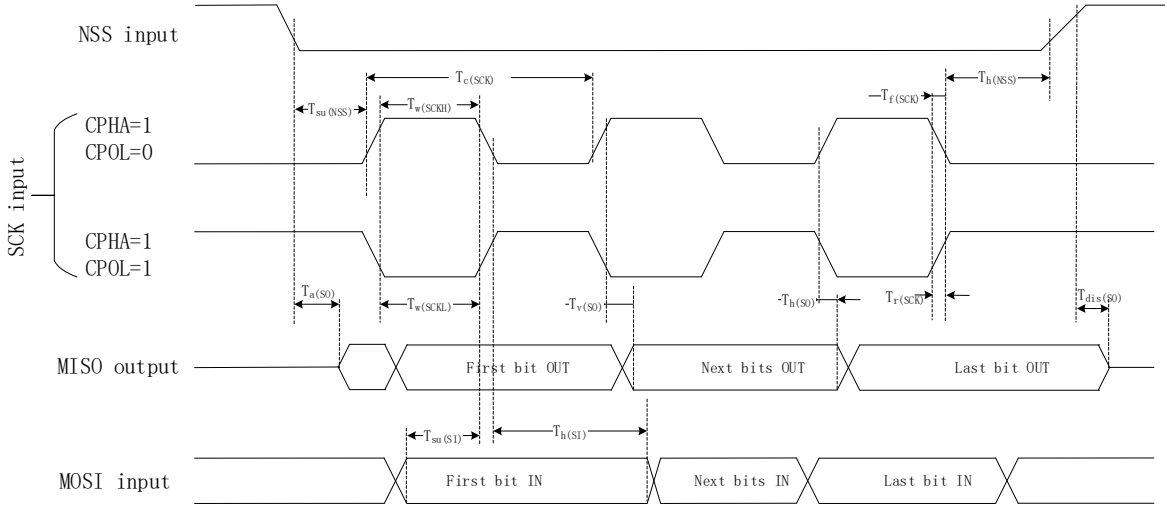 NSS input
Tc(SCK)
Th(NSS)
Tsu(NSS)
Tw(SCKH)
Tf(SCK)
SCK input
CPHA=1
CPOL=0
CPHA=1
CPOL=1
Ta(SO)
Tw(SCKL)
Tv(SO)
Th(SO)
Tr(SCK)
Tdis(SO)
MISO output
First bit OUT
Next bits OUT
Last bit OUT
Tsu(SI)
Th(SI)
MOSI input
First bit IN
Next bits IN
Last bit IN